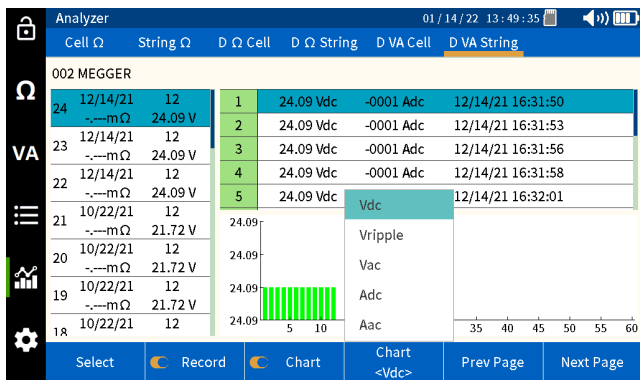 Analyzer 01/14/22 13:49:35
Cell Ω String Ω D Ω Cell D Ω String D VA Cell D VA String
002 MEGGER
Ω
VA
24 12/14/21 12
-.---mΩ 24.09 V
23 12/14/21 12
-.---mΩ 24.09 V
22 12/14/21 12
-.---mΩ 24.09 V
21 10/22/21 12
-.---mΩ 21.72 V
20 10/22/21 12
-.---mΩ 21.72 V
19 10/22/21 12
-.---mΩ 21.72 V
18 10/22/21 12
1 24.09 Vdc -0001 Adc 12/14/21 16:31:50
2 24.09 Vdc -0001 Adc 12/14/21 16:31:53
3 24.09 Vdc -0001 Adc 12/14/21 16:31:56
4 24.09 Vdc -0001 Adc 12/14/21 16:31:58
5 24.09 Vdc 12/14/21 16:32:01
Vdc
Vripple
Vac
Adc
Aac
24.09
24.09
24.09
24.09
5 10 35 40 45 50 55 60
Select Record Chart Chart <Vdc> Prev Page Next Page